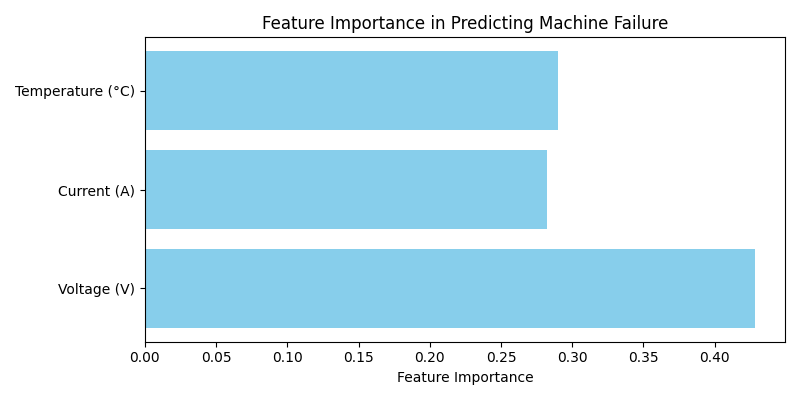 Feature Importance in Predicting Machine Failure
Temperature (°C)
Current (A)
Voltage (V)
0.00 0.05 0.10 0.15 0.20 0.25 0.30 0.35 0.40
Feature Importance